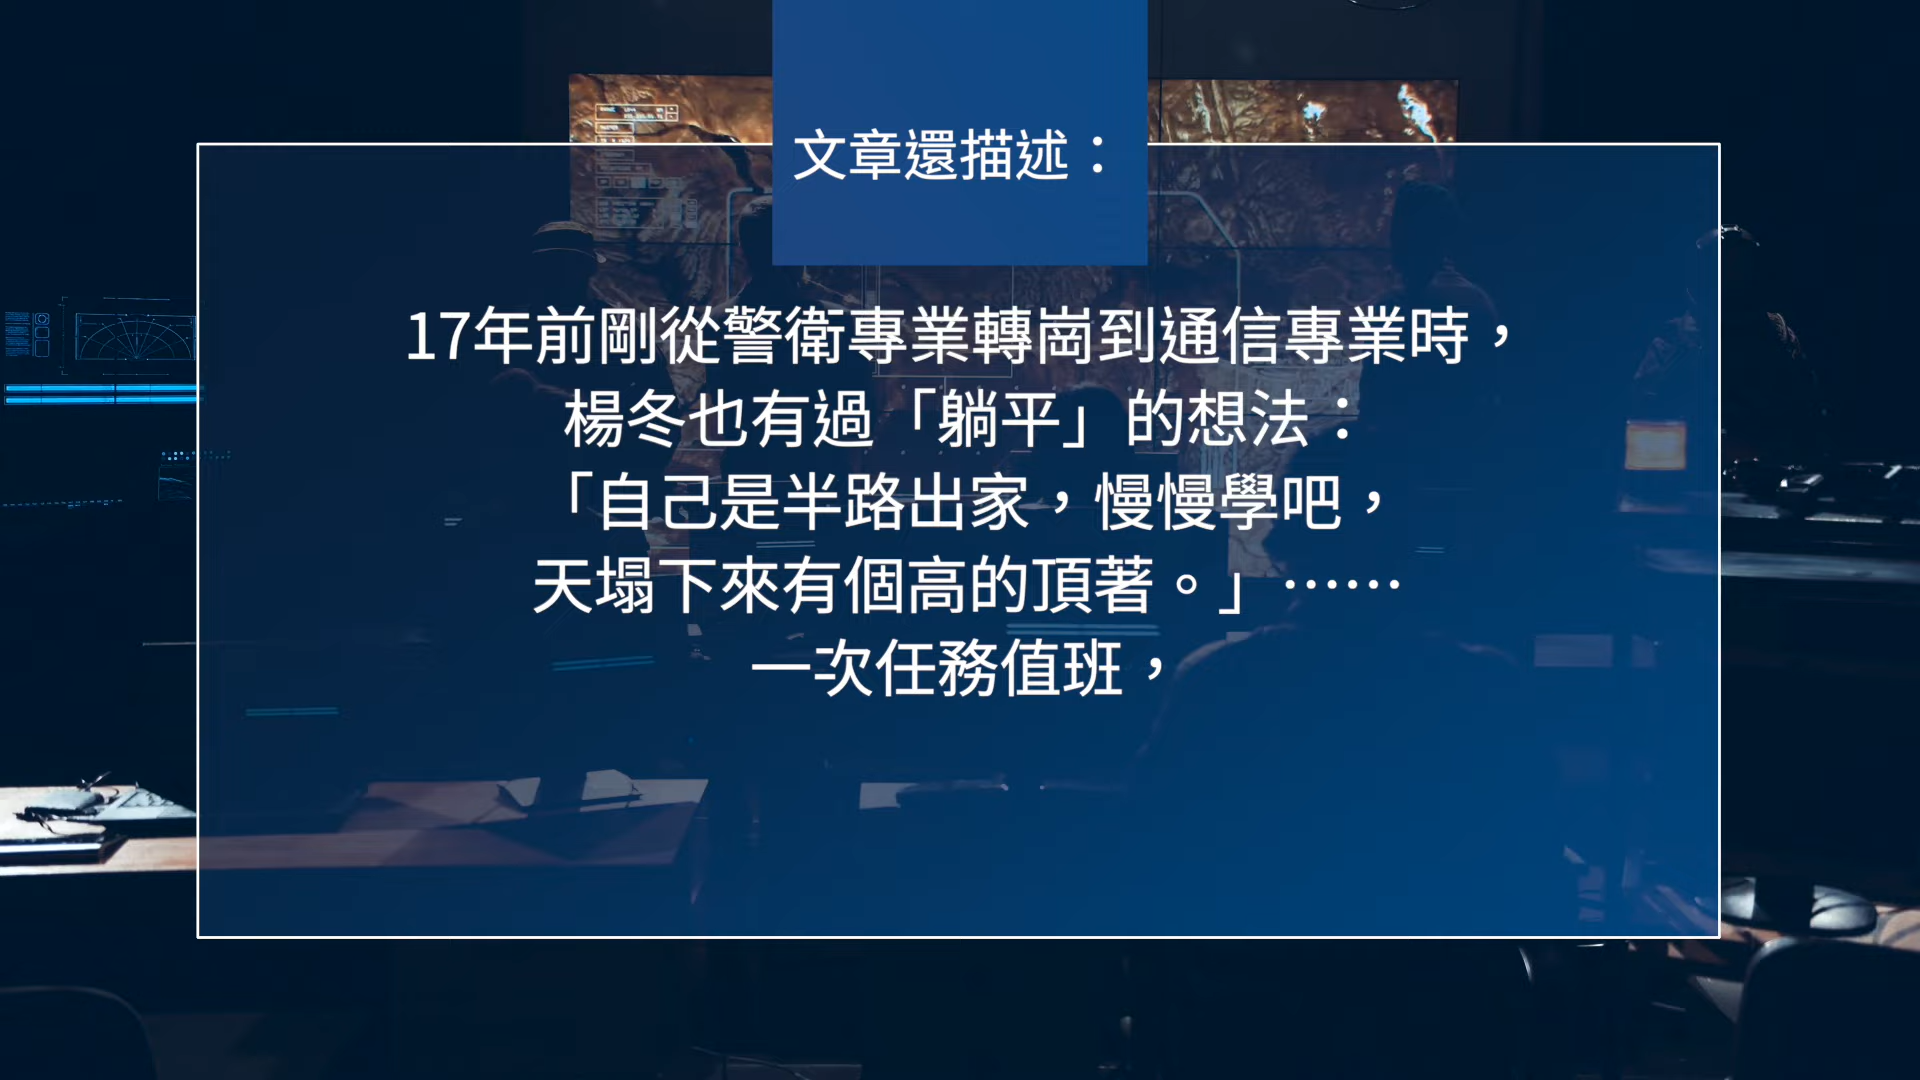 文章還描述：
17年前剛從警衛專業轉崗到通信專業時，
楊冬也有過「躺平」的想法：
「自己是半路出家，慢慢學吧，
天塌下來有個高的頂著。」……
一次任務值班，